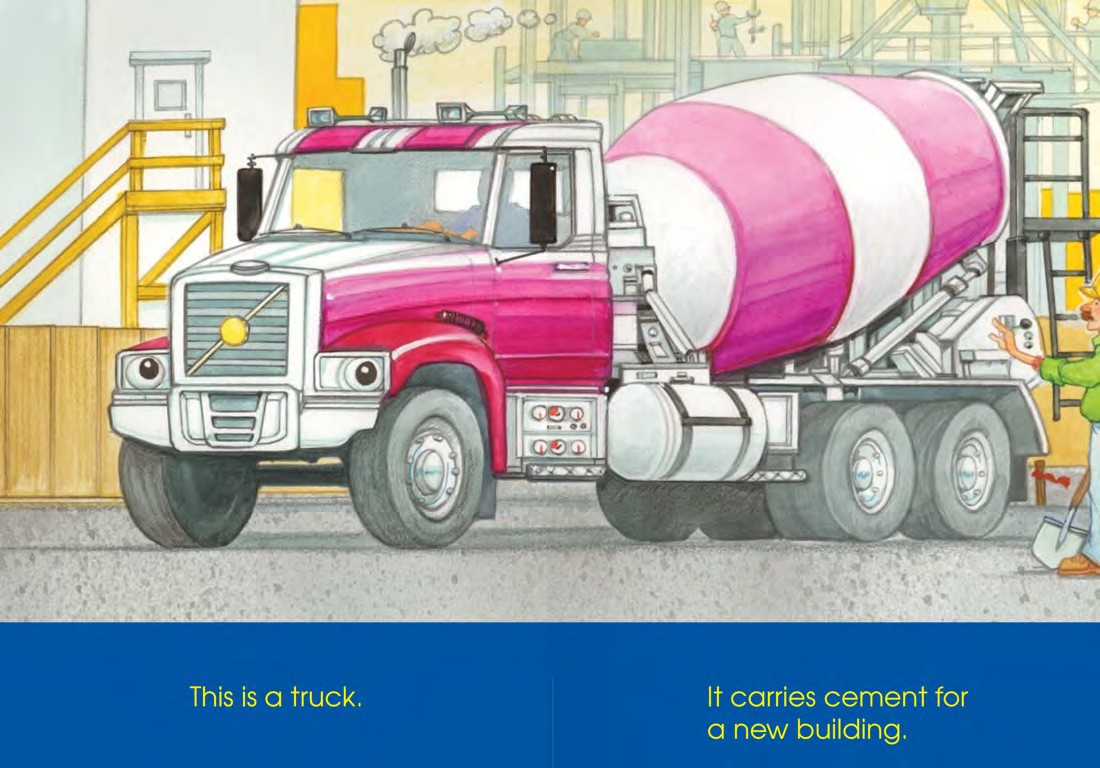 This is a truck.
It carries cement for
a new building.